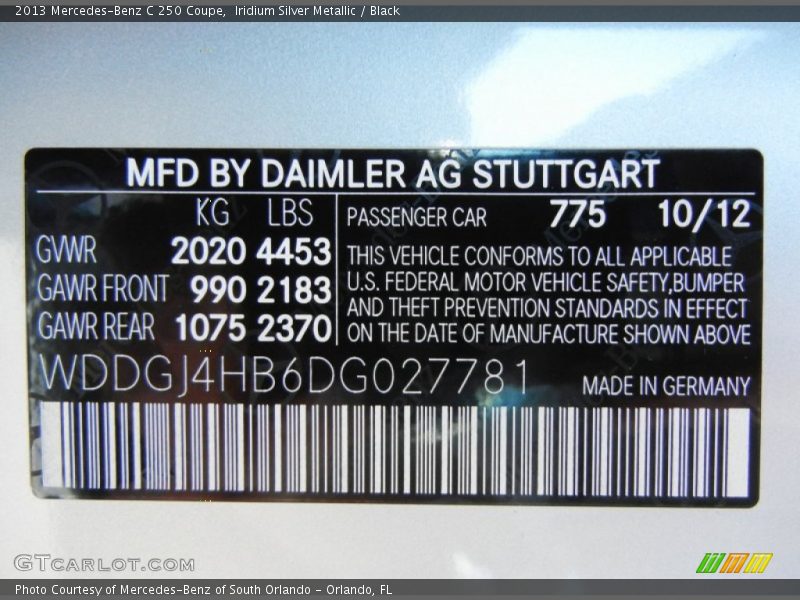 2013 Mercedes-Benz C 250 Coupe,  Iridium Silver Metallic / Black
MFD BY DAIMLER AG STUTTGART
KG LBS
GVWR 2020 4453
GAWR FRONT 990 2183
GAWR REAR 1075 2370
PASSENGER CAR 775 10/12
THIS VEHICLE CONFORMS TO ALL APPLICABLE
U.S. FEDERAL MOTOR VEHICLE SAFETY,BUMPER
AND THEFT PREVENTION STANDARDS IN EFFECT
ON THE DATE OF MANUFACTURE SHOWN ABOVE
WDDGJ4HB6DG027781
MADE IN GERMANY
GTCARLOT.COM
Photo Courtesy of Mercedes-Benz of South Orlando - Orlando, FL